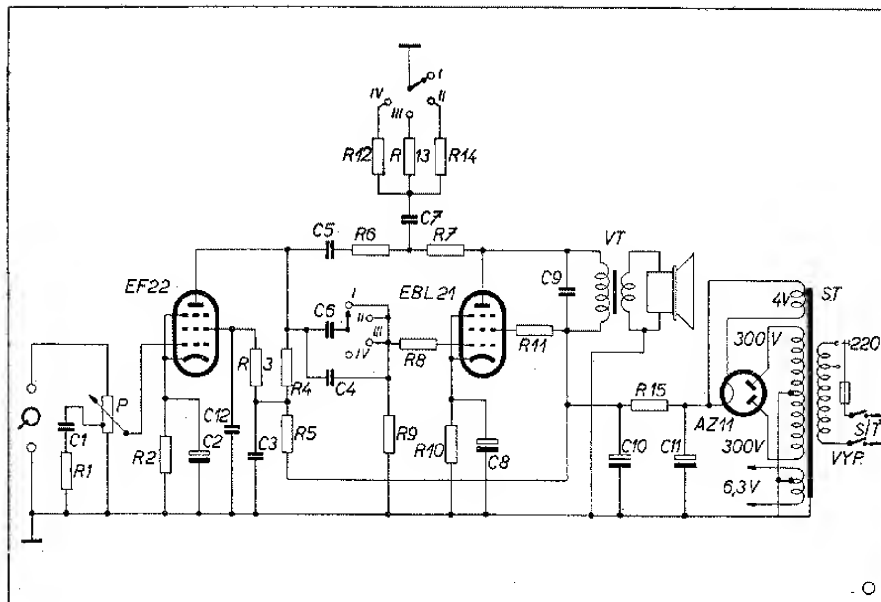 I
IV
II
III
R12
R 13
R14
C7
C5
R6
R7
VT
EF22
C6
I
II
III
IV
EBL21
C9
4V
ST
300 V
220
R 3
R4
C4
R8
R11
R15
P
C1
C12
AZ11
SÍŤ
R1
R2
C2
C3
R5
R9
R10
C8
C10
C11
300V
VYP.
6,3V